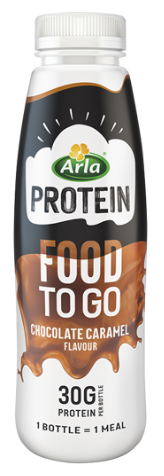 Arla
PROTEIN
FOOD
TO GO
CHOCOLATE CARAMEL
FLAVOUR
30G
PROTEIN
PER BOTTLE
1 BOTTLE = 1 MEAL